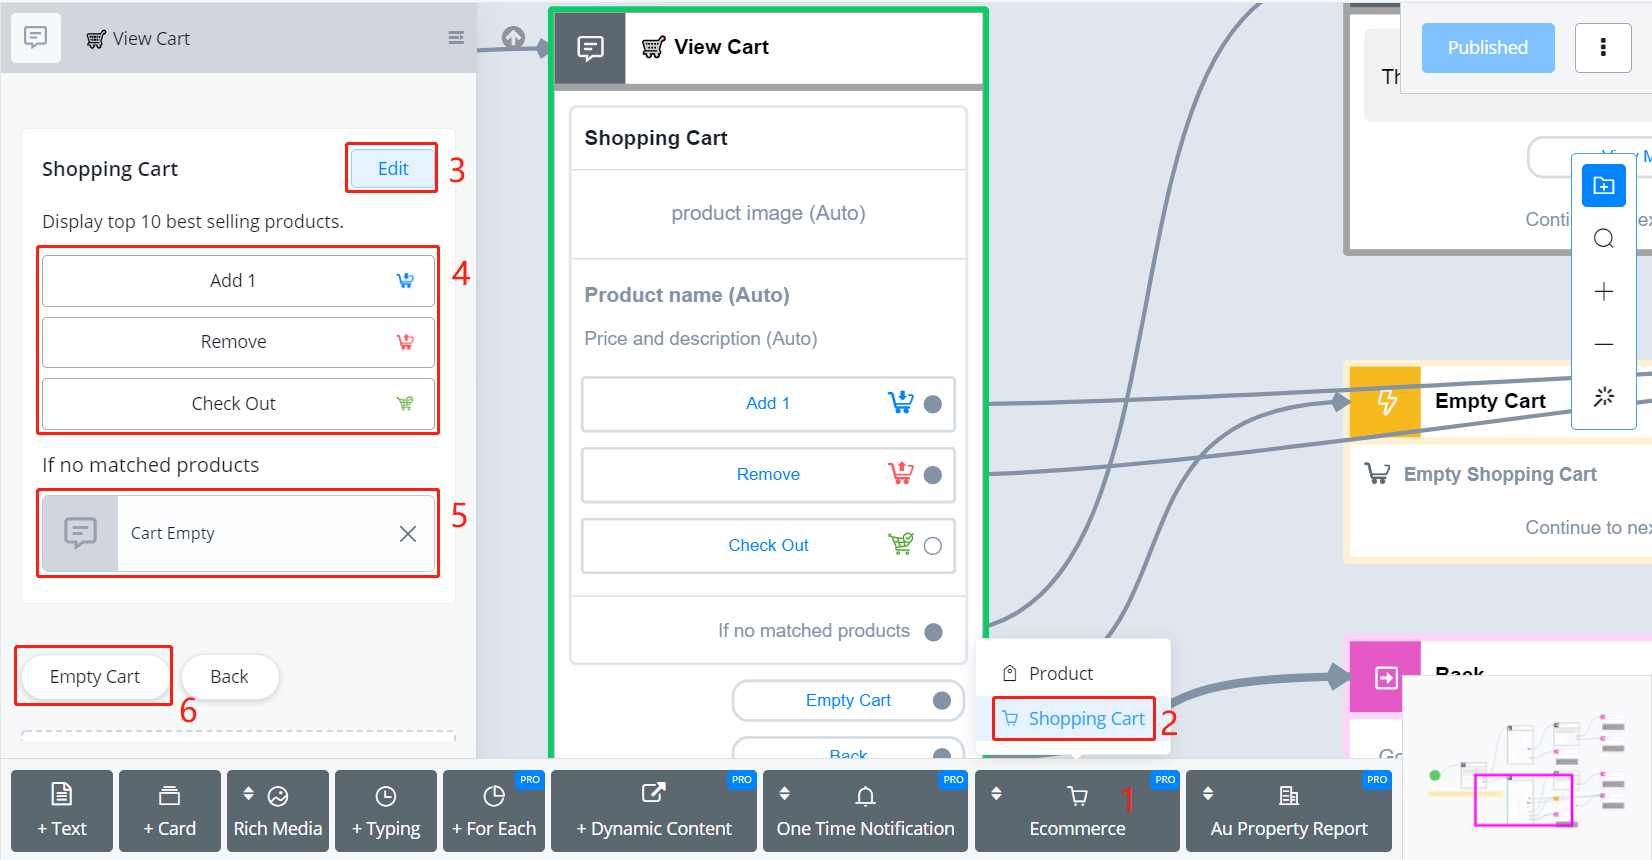 View Cart
Shopping Cart
Edit
3
Display top 10 best selling products.
Add 1
4
Remove
Check Out
If no matched products
Cart Empty
5
Empty Cart
Back
6
View Cart
Shopping Cart
product image (Auto)
Product name (Auto)
Price and description (Auto)
Add 1
Remove
Check Out
If no matched products
Empty Cart
Back
Product
Shopping Cart
2
Published
Empty Cart
Empty Shopping Cart
Continue to nex
Back
+ Text
+ Card
Rich Media
+ Typing
PRO
+ For Each
PRO
+ Dynamic Content
PRO
One Time Notification
PRO
1
Ecommerce
PRO
Au Property Report